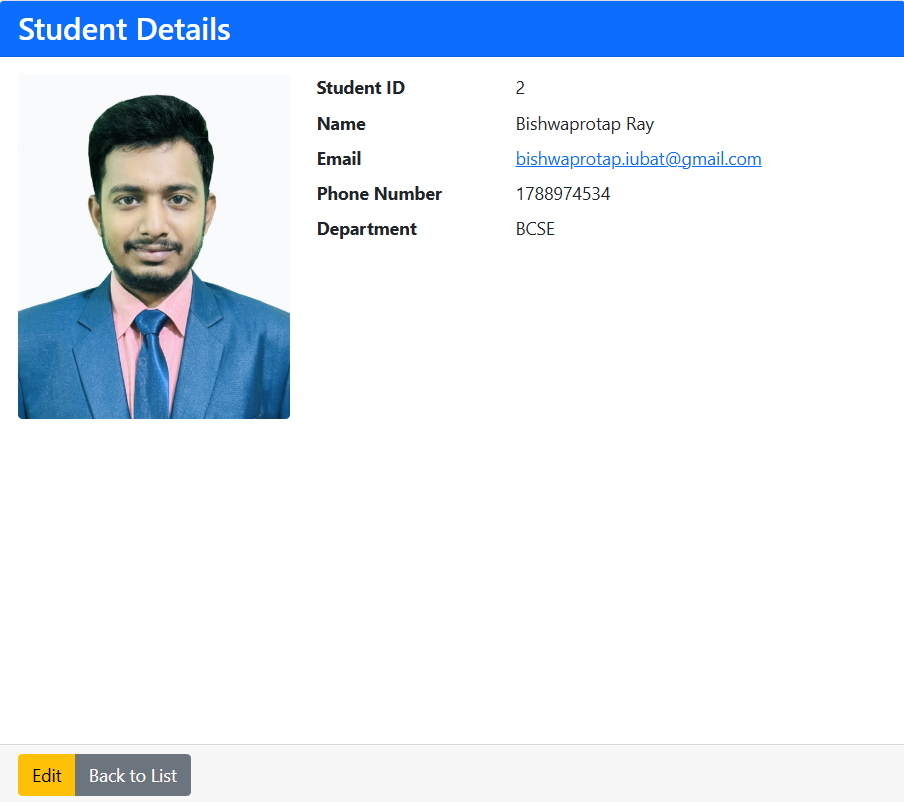 Student Details
Student ID 2
Name Bishwaprotap Ray
Email bishwaprotap.iubat@gmail.com
Phone Number 1788974534
Department BCSE
Edit Back to List